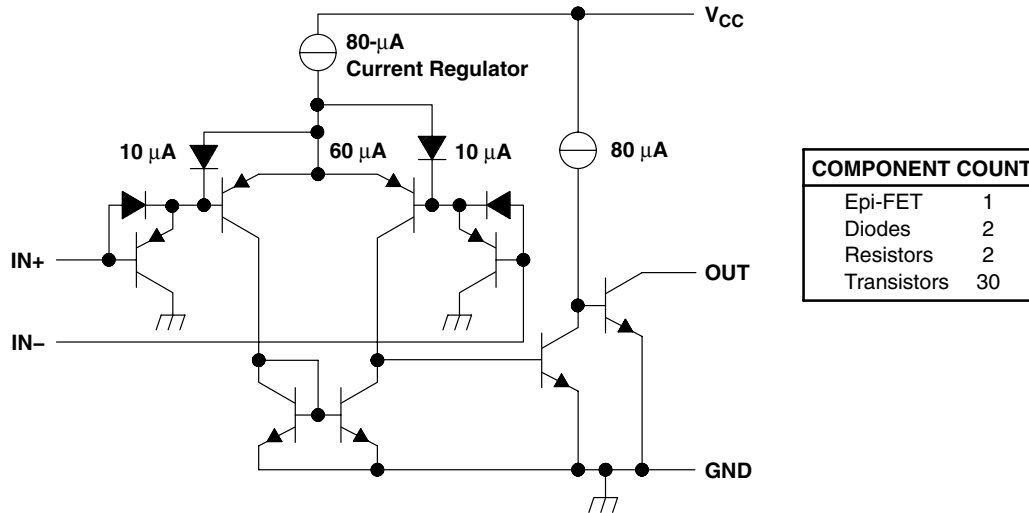 V_CC
80-μA
Current Regulator
10 μA
60 μA
10 μA
80 μA
IN+
OUT
IN−
GND
COMPONENT COUNT
Epi-FET 1
Diodes 2
Resistors 2
Transistors 30